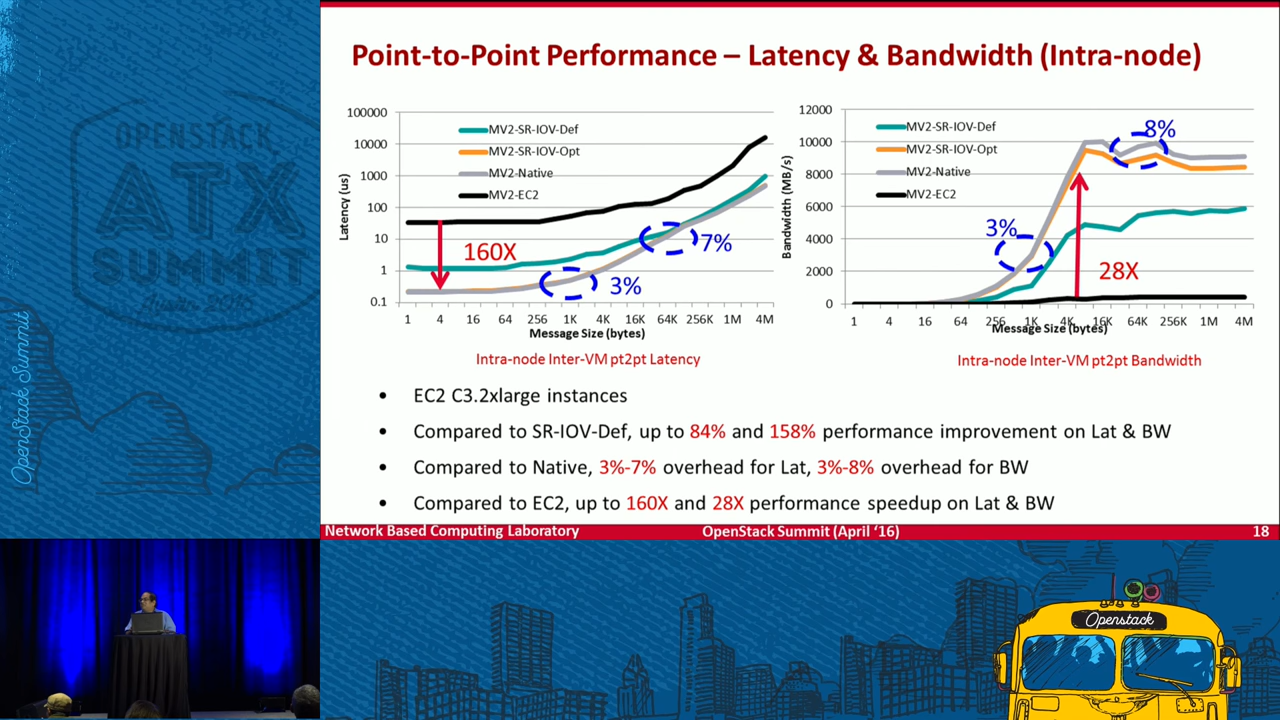 OPENSTACK
ATX
SUMMIT
2016
OpenStack Summit
Point-to-Point Performance – Latency & Bandwidth (Intra-node)
100000
10000
1000
100
10
1
0.1
Latency (us)
MV2-SR-IOV-Def
MV2-SR-IOV-Opt
MV2-Native
MV2-EC2
160X
3%
7%
1 4 16 64 256 1K 4K 16K 64K 256K 1M 4M
Message Size (bytes)
Intra-node Inter-VM pt2pt Latency
12000
10000
8000
6000
4000
2000
0
Bandwidth (MB/s)
MV2-SR-IOV-Def
MV2-SR-IOV-Opt
MV2-Native
MV2-EC2
8%
3%
28X
1 4 16 64 256 1K 4K 16K 64K 256K 1M 4M
Message Size (bytes)
Intra-node Inter-VM pt2pt Bandwidth
• EC2 C3.2xlarge instances
• Compared to SR-IOV-Def, up to 84% and 158% performance improvement on Lat & BW
• Compared to Native, 3%-7% overhead for Lat, 3%-8% overhead for BW
• Compared to EC2, up to 160X and 28X performance speedup on Lat & BW
Network Based Computing Laboratory OpenStack Summit (April ‘16) 18
Openstack